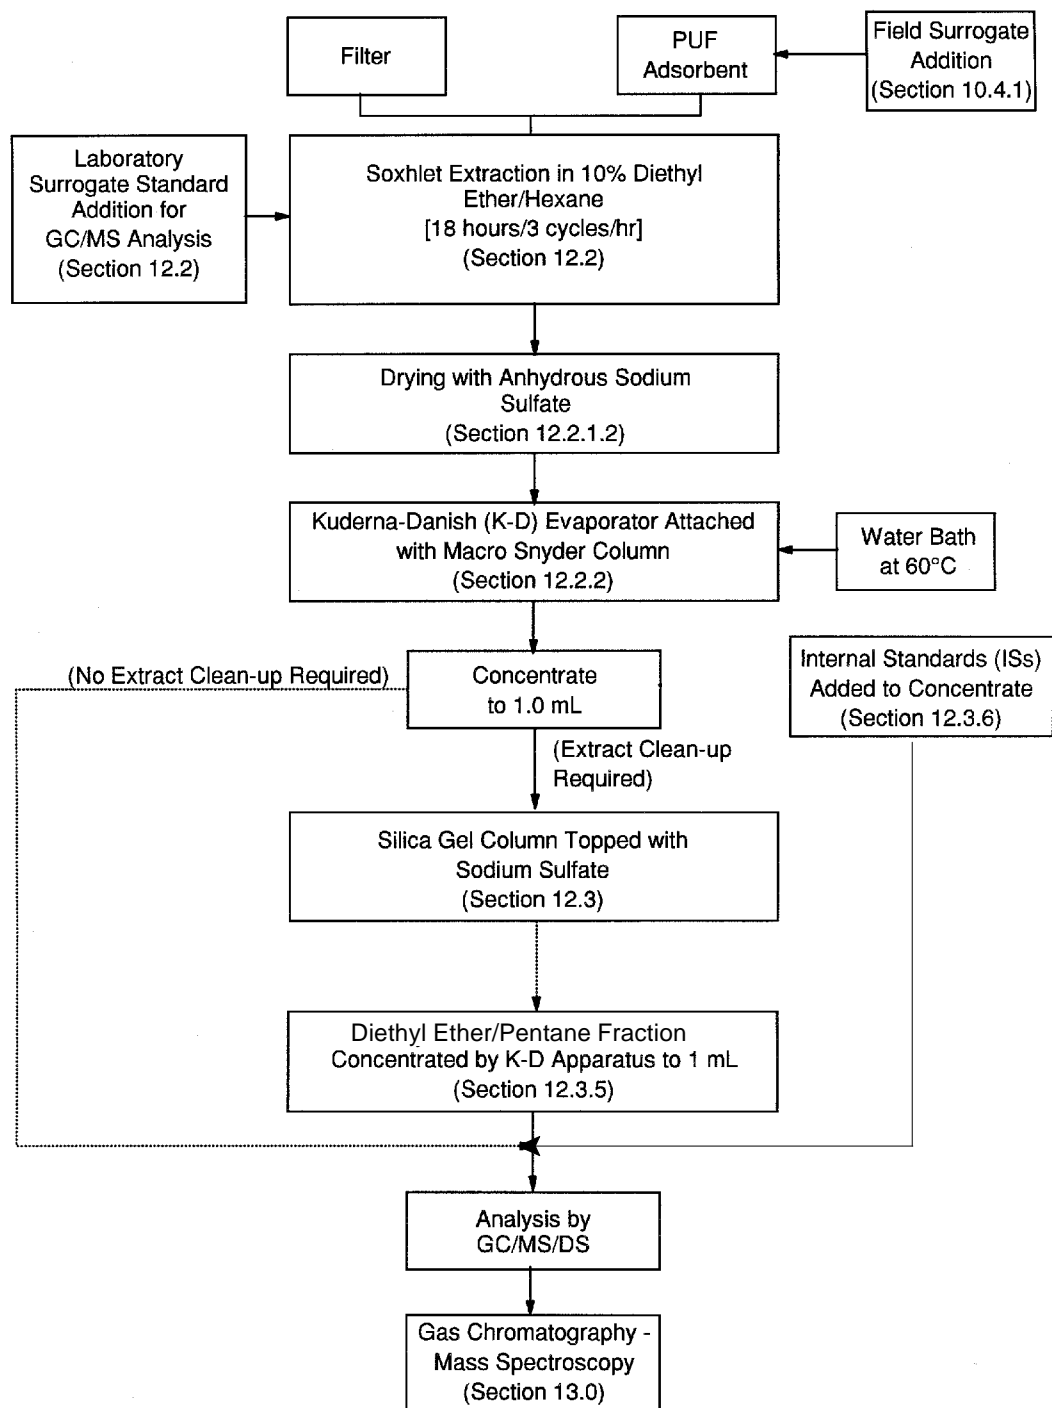 Filter
PUF
Adsorbent
Field Surrogate
Addition
(Section 10.4.1)
Laboratory
Surrogate Standard
Addition for
GC/MS Analysis
(Section 12.2)
Soxhlet Extraction in 10% Diethyl
Ether/Hexane
[18 hours/3 cycles/hr]
(Section 12.2)
Drying with Anhydrous Sodium
Sulfate
(Section 12.2.1.2)
Kuderna-Danish (K-D) Evaporator Attached
with Macro Snyder Column
(Section 12.2.2)
Water Bath
at 60°C
(No Extract Clean-up Required)
Concentrate
to 1.0 mL
Internal Standards (ISs)
Added to Concentrate
(Section 12.3.6)
(Extract Clean-up
Required)
Silica Gel Column Topped with
Sodium Sulfate
(Section 12.3)
Diethyl Ether/Pentane Fraction
Concentrated by K-D Apparatus to 1 mL
(Section 12.3.5)
Analysis by
GC/MS/DS
Gas Chromatography -
Mass Spectroscopy
(Section 13.0)